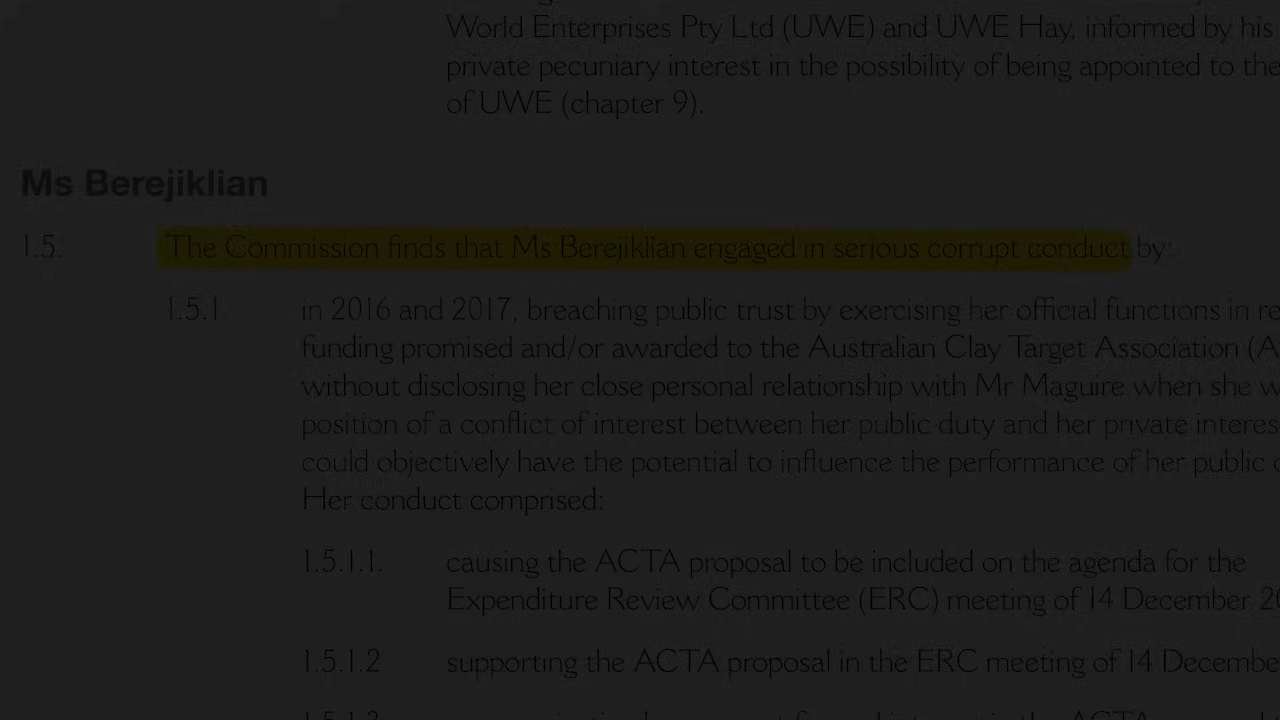 World Enterprises Pty Ltd (UWE) and UWE Hay, informed by his
private pecuniary interest in the possibility of being appointed to the
of UWE (chapter 9).
Ms Berejiklian
1.5. The Commission finds that Ms Berejiklian engaged in serious corrupt conduct by:
1.5.1. in 2016 and 2017, breaching public trust by exercising her official functions in re
funding promised and/or awarded to the Australian Clay Target Association (A
without disclosing her close personal relationship with Mr Maguire when she w
position of a conflict of interest between her public duty and her private interes
could objectively have the potential to influence the performance of her public
Her conduct comprised:
1.5.1.1. causing the ACTA proposal to be included on the agenda for the
Expenditure Review Committee (ERC) meeting of 14 December 20
1.5.1.2 supporting the ACTA proposal in the ERC meeting of 14 Decembe